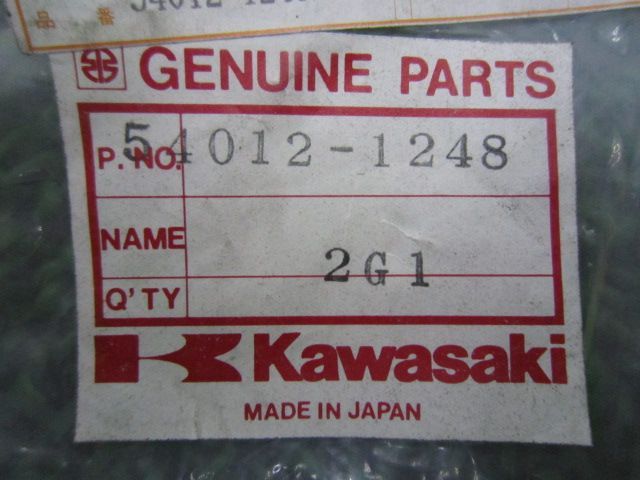 GENUINE PARTS
P.NO. 54012-1248
NAME
2G1
Q'TY
Kawasaki
MADE IN JAPAN